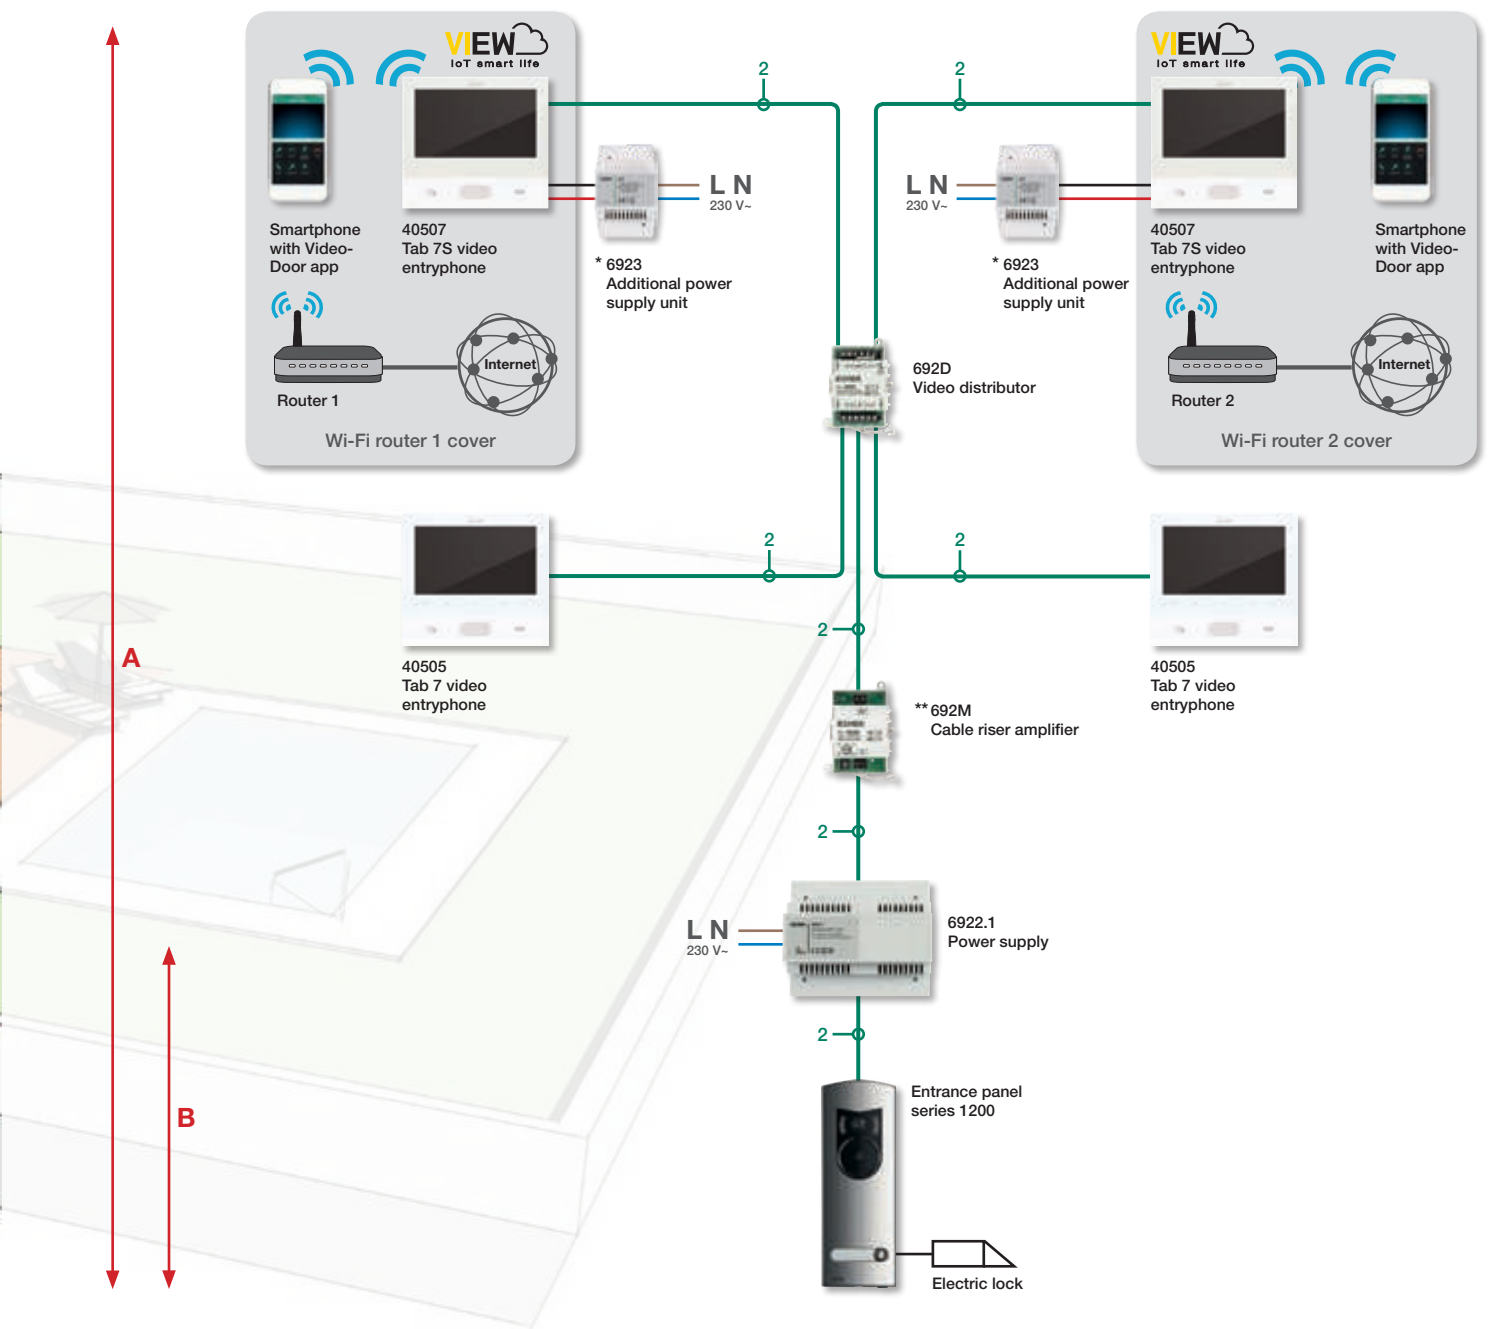 VIEW
IoT smart life
Smartphone
with Video-
Door app
40507
Tab 7S video
entryphone
Router 1
Internet
Wi-Fi router 1 cover
2
L N
230 V~
* 6923
Additional power
supply unit
2
L N
230 V~
* 6923
Additional power
supply unit
VIEW
IoT smart life
40507
Tab 7S video
entryphone
Smartphone
with Video-
Door app
Router 2
Internet
Wi-Fi router 2 cover
692D
Video distributor
2
2
40505
Tab 7 video
entryphone
40505
Tab 7 video
entryphone
2
A
** 692M
Cable riser amplifier
2
L N
230 V~
6922.1
Power supply
2
B
Entrance panel
series 1200
Electric lock